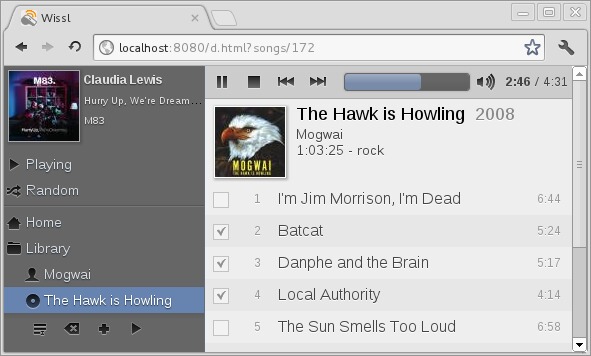 Wissl
localhost:8080/d.html?songs/172
M83.
Claudia Lewis
Hurry Up, We're Dream ...
M83
Playing
Random
Home
Library
Mogwai
The Hawk is Howling
2:46 / 4:31
MOGWAI
THE HAWK IS HOWLING
The Hawk is Howling 2008
Mogwai
1:03:25 - rock
1 I'm Jim Morrison, I'm Dead 6:44
2 Batcat 5:24
3 Danphe and the Brain 5:17
4 Local Authority 4:14
5 The Sun Smells Too Loud 6:58